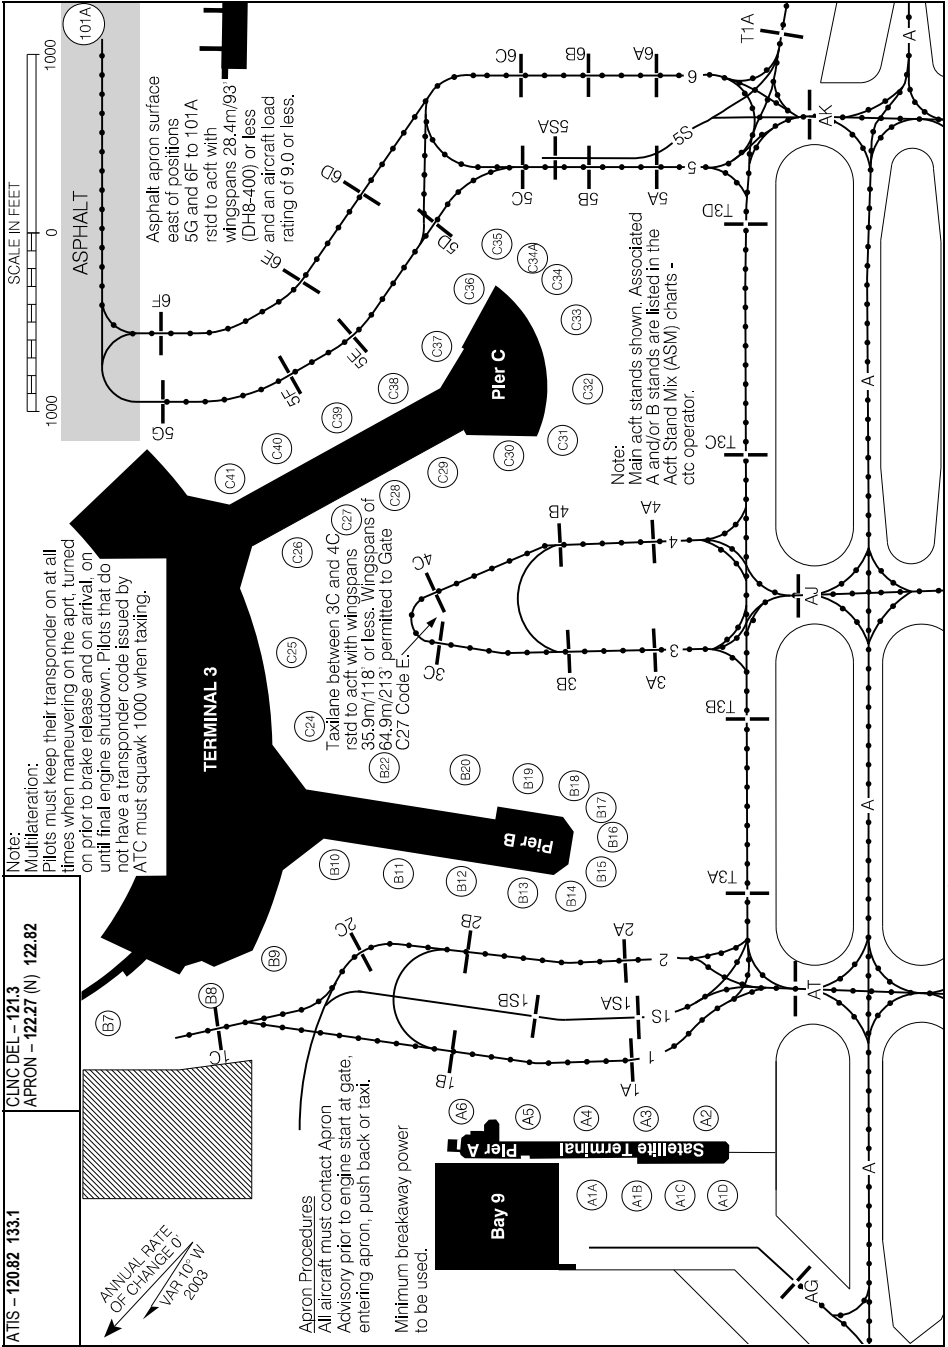 ATIS – 120.82 133.1
CLNC DEL – 121.3
APRON – 122.27 (N) 122.82
Note:
Multilateration:
Pilots must keep their transponder on at all
times when maneuvering on the aprt, turned
on prior to brake release and on arrival, on
until final engine shutdown. Pilots that do
not have a transponder code issued by
ATC must squawk 1000 when taxiing.
SCALE IN FEET
1000
0
1000
101A
ASPHALT
Asphalt apron surface
east of positions
5G and 6F to 101A
rstd to acft with
wingspans 28.4m/93'
(DH8-400) or less
and an aircraft load
rating of 9.0 or less.
ANNUAL RATE
OF CHANGE 0'
VAR 10° W
2003
Apron Procedures
All aircraft must contact Apron
Advisory prior to engine start at gate,
entering apron, push back or taxi.
Minimum breakaway power
to be used.
Taxilane between 3C and 4C
rstd to acft with wingspans
35.9m/118' or less. Wingspans of
64.9m/213' permitted to Gate
C27 Code E.
Note:
Main acft stands shown. Associated
A and/or B stands are listed in the
Acft Stand Mix (ASM) charts -
ctc operator.
TERMINAL 3
Pier B
Pier C
Pier A
Satellite Terminal
Bay 9
B7
B8
B9
B10
B11
B12
B13
B14
B15
B16
B17
B18
B19
B20
B22
C24
C25
C26
C27
C28
C29
C30
C31
C32
C33
C34
C34A
C35
C36
C37
C38
C39
C40
C41
A6
A5
A4
A3
A2
A1A
A1B
A1C
A1D
1C
1B
1A
1
1SB
1SA
1S
2C
2B
2A
2
3C
3B
3A
3
4C
4B
4A
4
5G
5F
5E
5D
5C
5B
5A
5
5SA
5S
6F
6E
6D
6C
6B
6A
6
T3A
T3B
T3C
T3D
T1A
AG
AT
AJ
AK
A
A
A
A